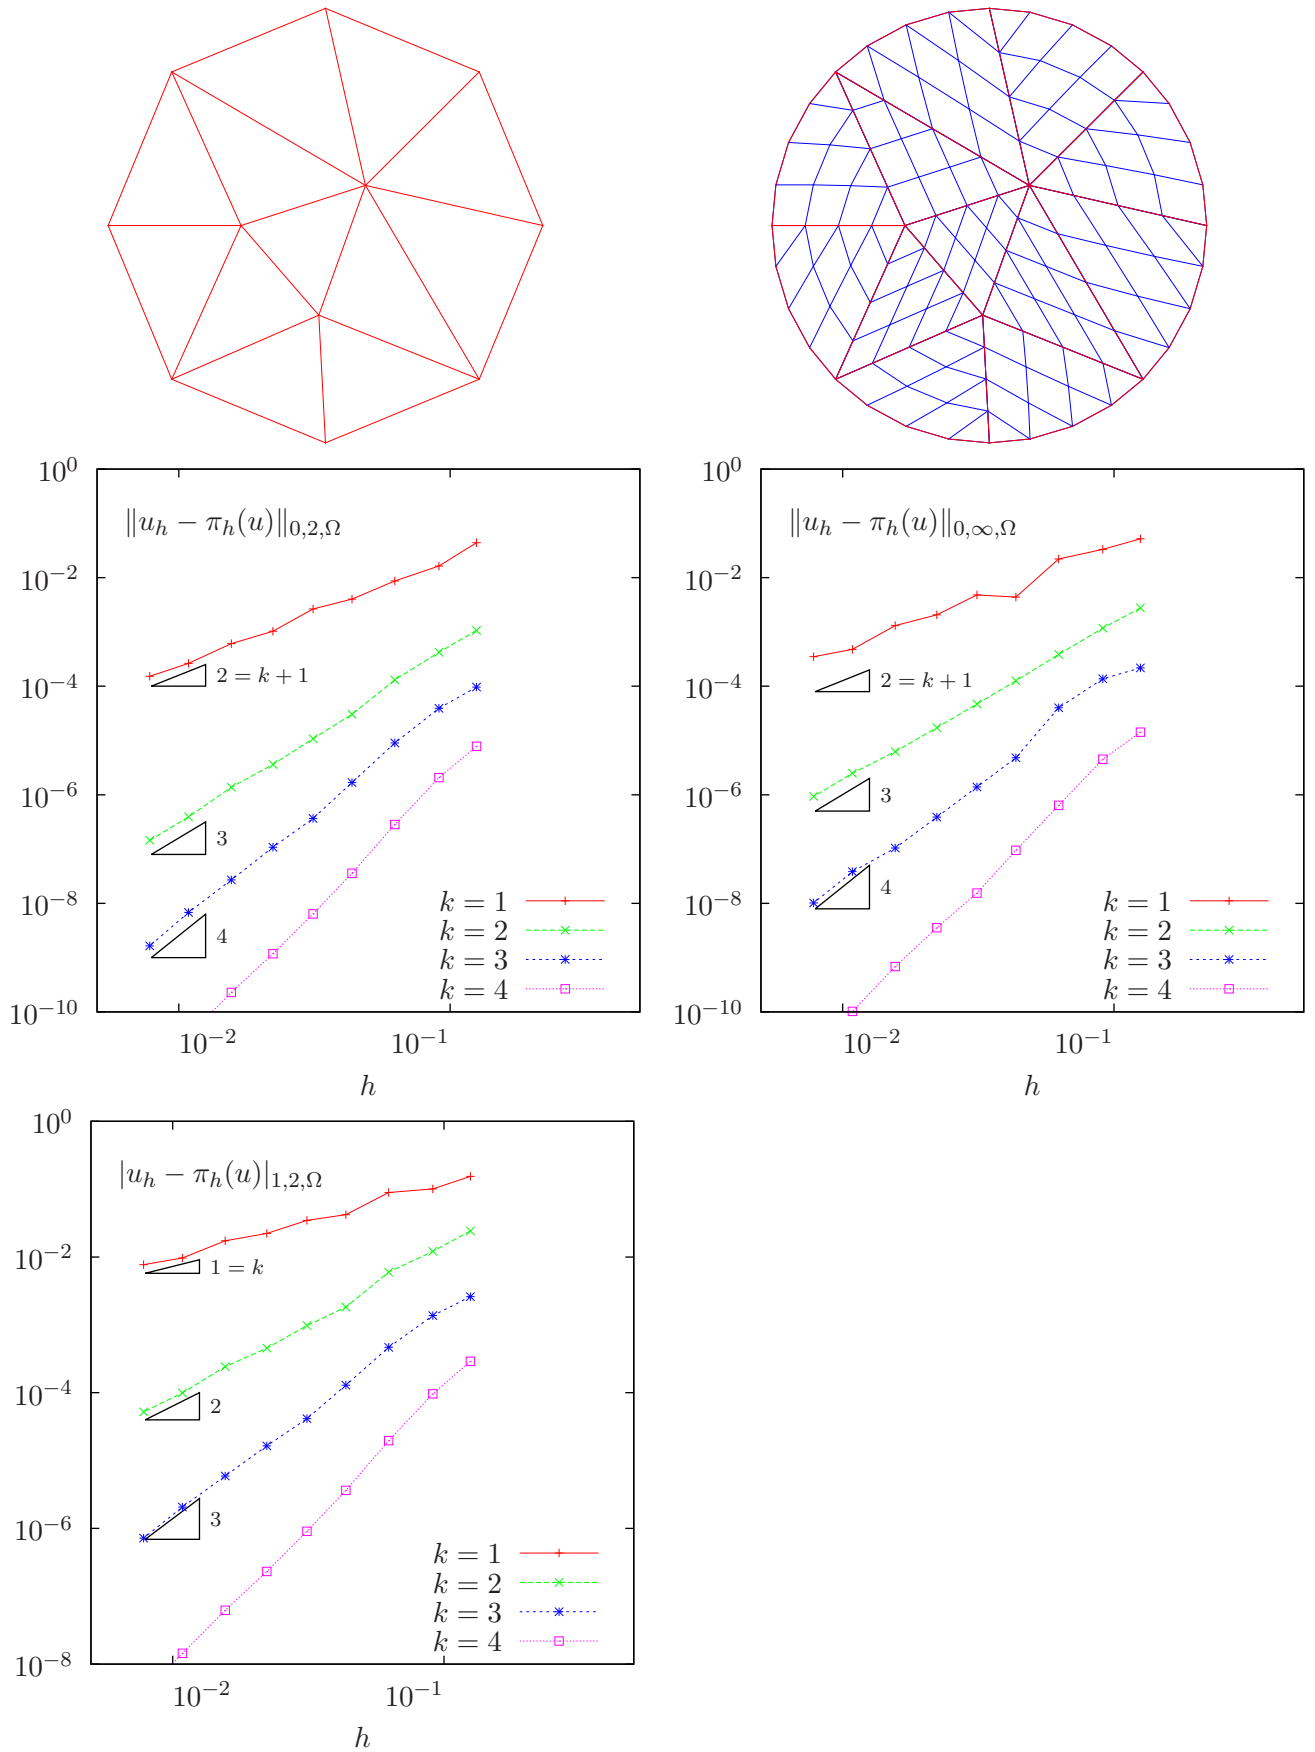 10^0
10^−2
10^−4
10^−6
10^−8
10^−10
‖u_h − π_h(u)‖_{0,2,Ω}
2 = k + 1
3
4
k = 1
k = 2
k = 3
k = 4
10^−2
10^−1
h
10^0
10^−2
10^−4
10^−6
10^−8
10^−10
‖u_h − π_h(u)‖_{0,∞,Ω}
2 = k + 1
3
4
k = 1
k = 2
k = 3
k = 4
10^−2
10^−1
h
10^0
10^−2
10^−4
10^−6
10^−8
|u_h − π_h(u)|_{1,2,Ω}
1 = k
2
3
k = 1
k = 2
k = 3
k = 4
10^−2
10^−1
h